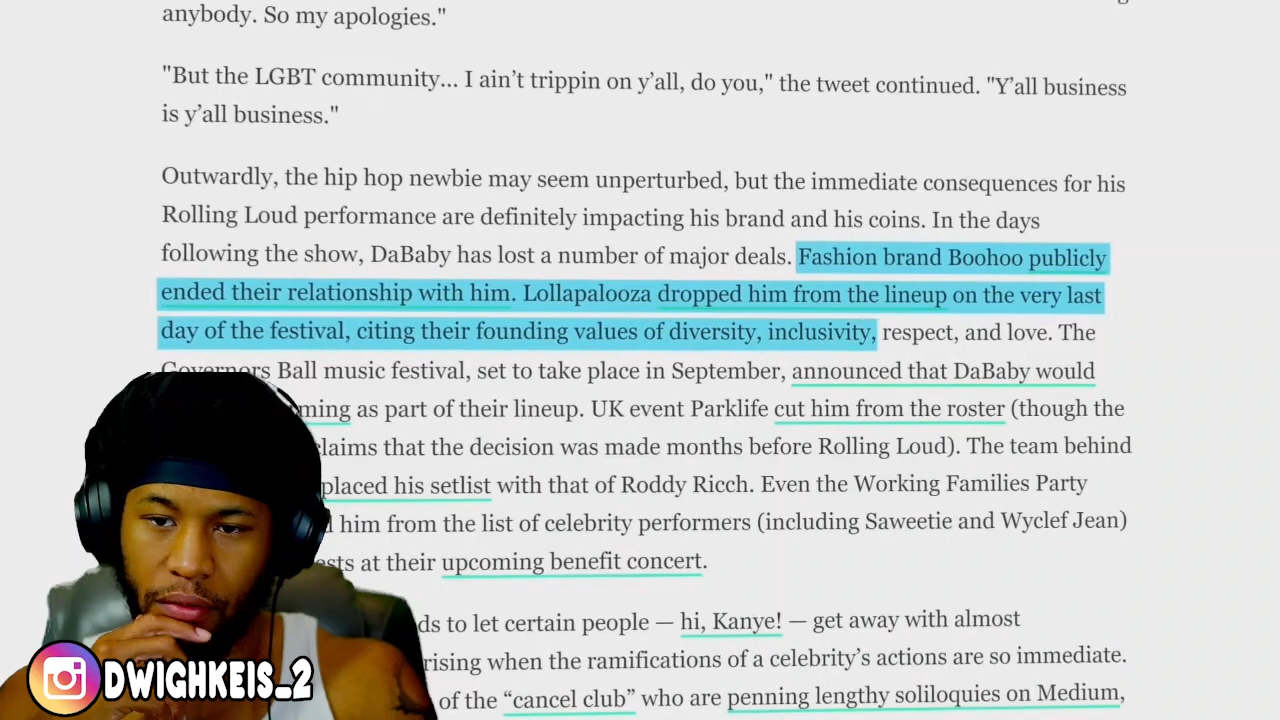 anybody. So my apologies."
"But the LGBT community... I ain't trippin on y'all, do you," the tweet continued. "Y'all business
is y'all business."
Outwardly, the hip hop newbie may seem unperturbed, but the immediate consequences for his
Rolling Loud performance are definitely impacting his brand and his coins. In the days
following the show, DaBaby has lost a number of major deals. Fashion brand Boohoo publicly
ended their relationship with him. Lollapalooza dropped him from the lineup on the very last
day of the festival, citing their founding values of diversity, inclusivity, respect, and love. The
Governors Ball music festival, set to take place in September, announced that DaBaby would
ming as part of their lineup. UK event Parklife cut him from the roster (though the
claims that the decision was made months before Rolling Loud). The team behind
placed his setlist with that of Roddy Ricch. Even the Working Families Party
him from the list of celebrity performers (including Saweetie and Wyclef Jean)
ests at their upcoming benefit concert.
ds to let certain people — hi, Kanye! — get away with almost
rising when the ramifications of a celebrity's actions are so immediate.
of the "cancel club" who are penning lengthy soliloquies on Medium,
DWIGHKEIS_2